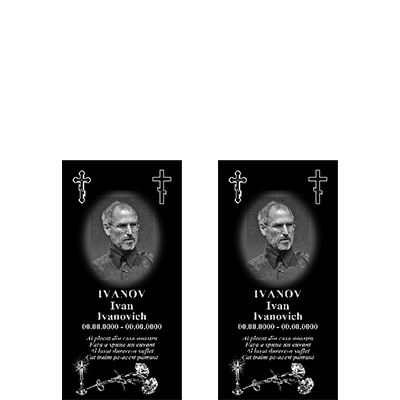 IVANOV
Ivan
Ivanovich
00.00.0000 - 00.00.0000
Ai plecat din casa noastra
Fara a spune un cuvant
Ai lasat durere-n suflet
Cat traim pe-acest pamant
IVANOV
Ivan
Ivanovich
00.00.0000 - 00.00.0000
Ai plecat din casa noastra
Fara a spune un cuvant
Ai lasat durere-n suflet
Cat traim pe-acest pamant